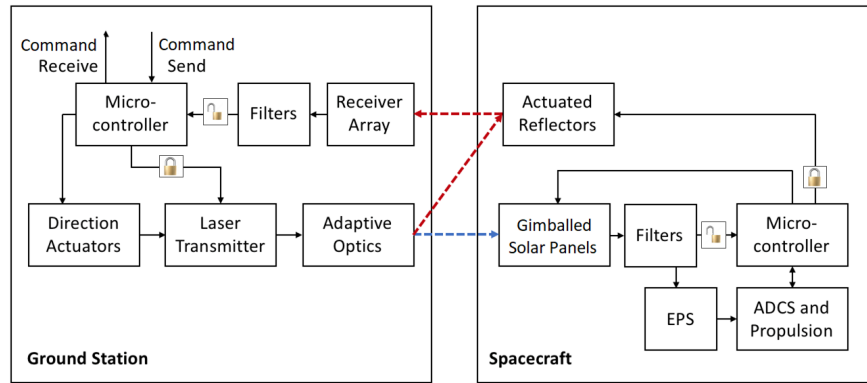 Command
Receive
Command
Send
Micro-
controller
Filters
Receiver
Array
Direction
Actuators
Laser
Transmitter
Adaptive
Optics
Ground Station
Actuated
Reflectors
Gimballed
Solar Panels
Filters
Micro-
controller
EPS
ADCS and
Propulsion
Spacecraft